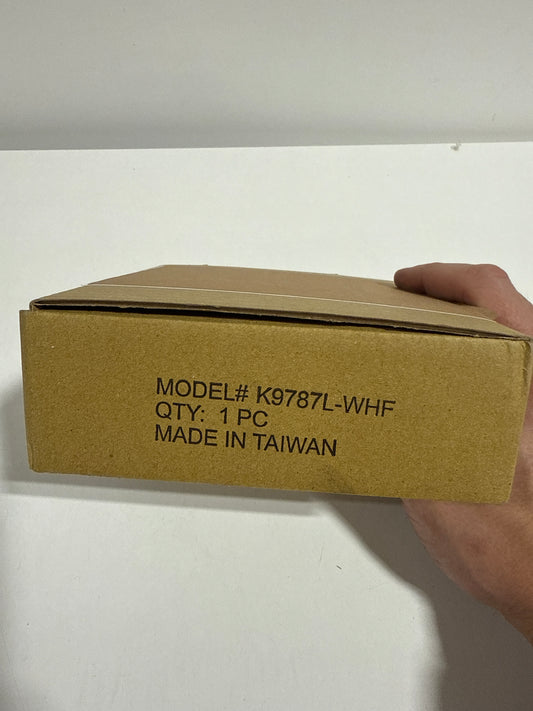 MODEL# K9787L-WHF
QTY: 1 PC
MADE IN TAIWAN